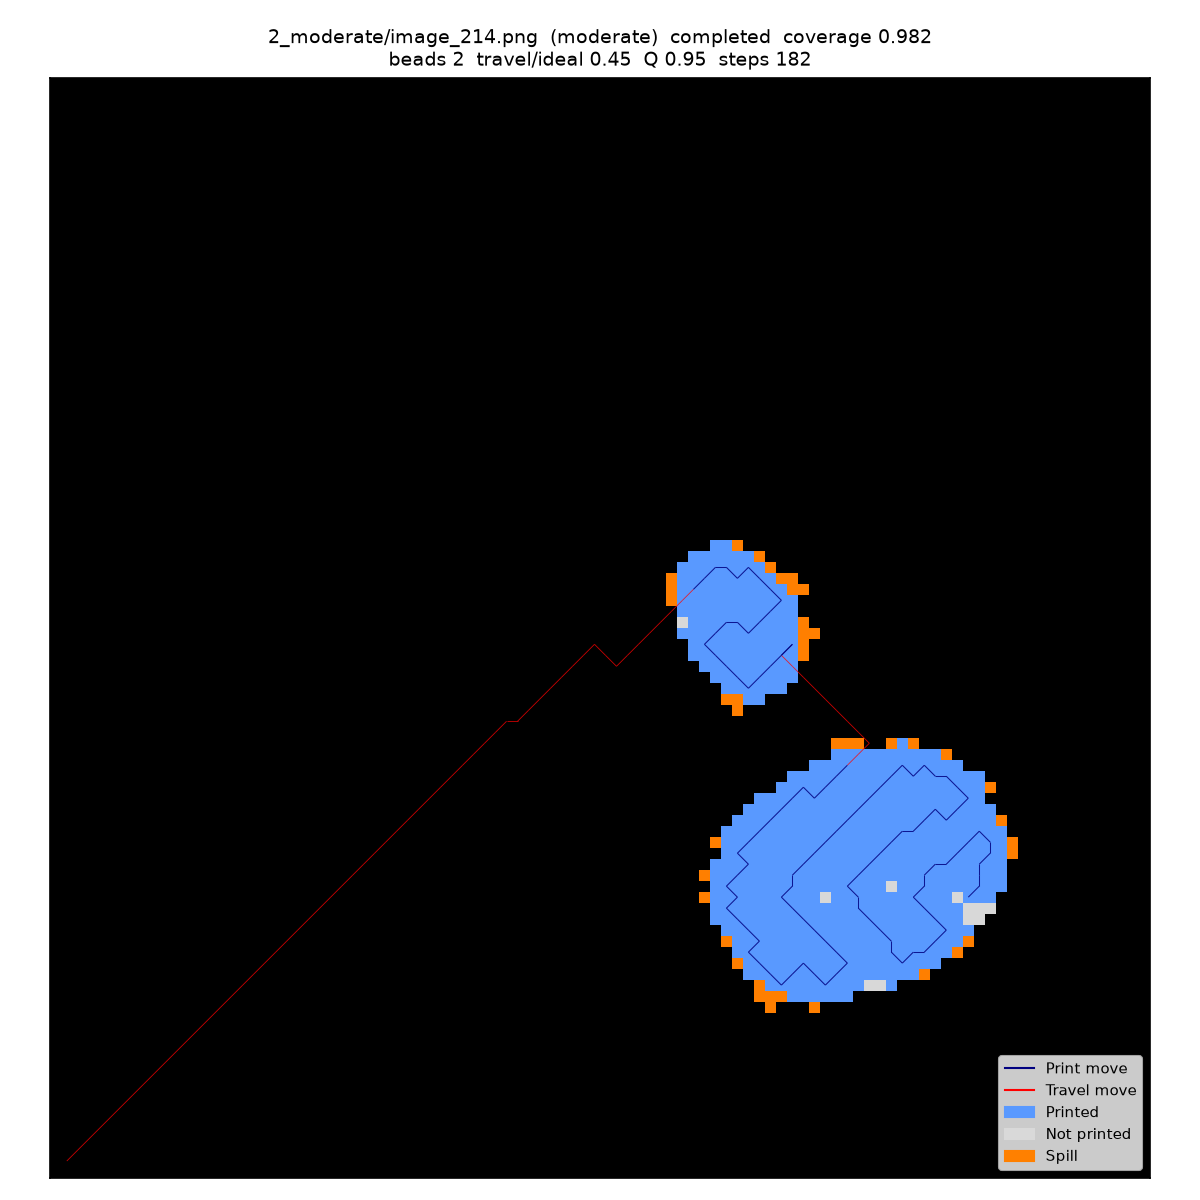 2_moderate/image_214.png  (moderate)  completed  coverage 0.982
beads 2  travel/ideal 0.45  Q 0.95  steps 182
Print move
Travel move
Printed
Not printed
Spill